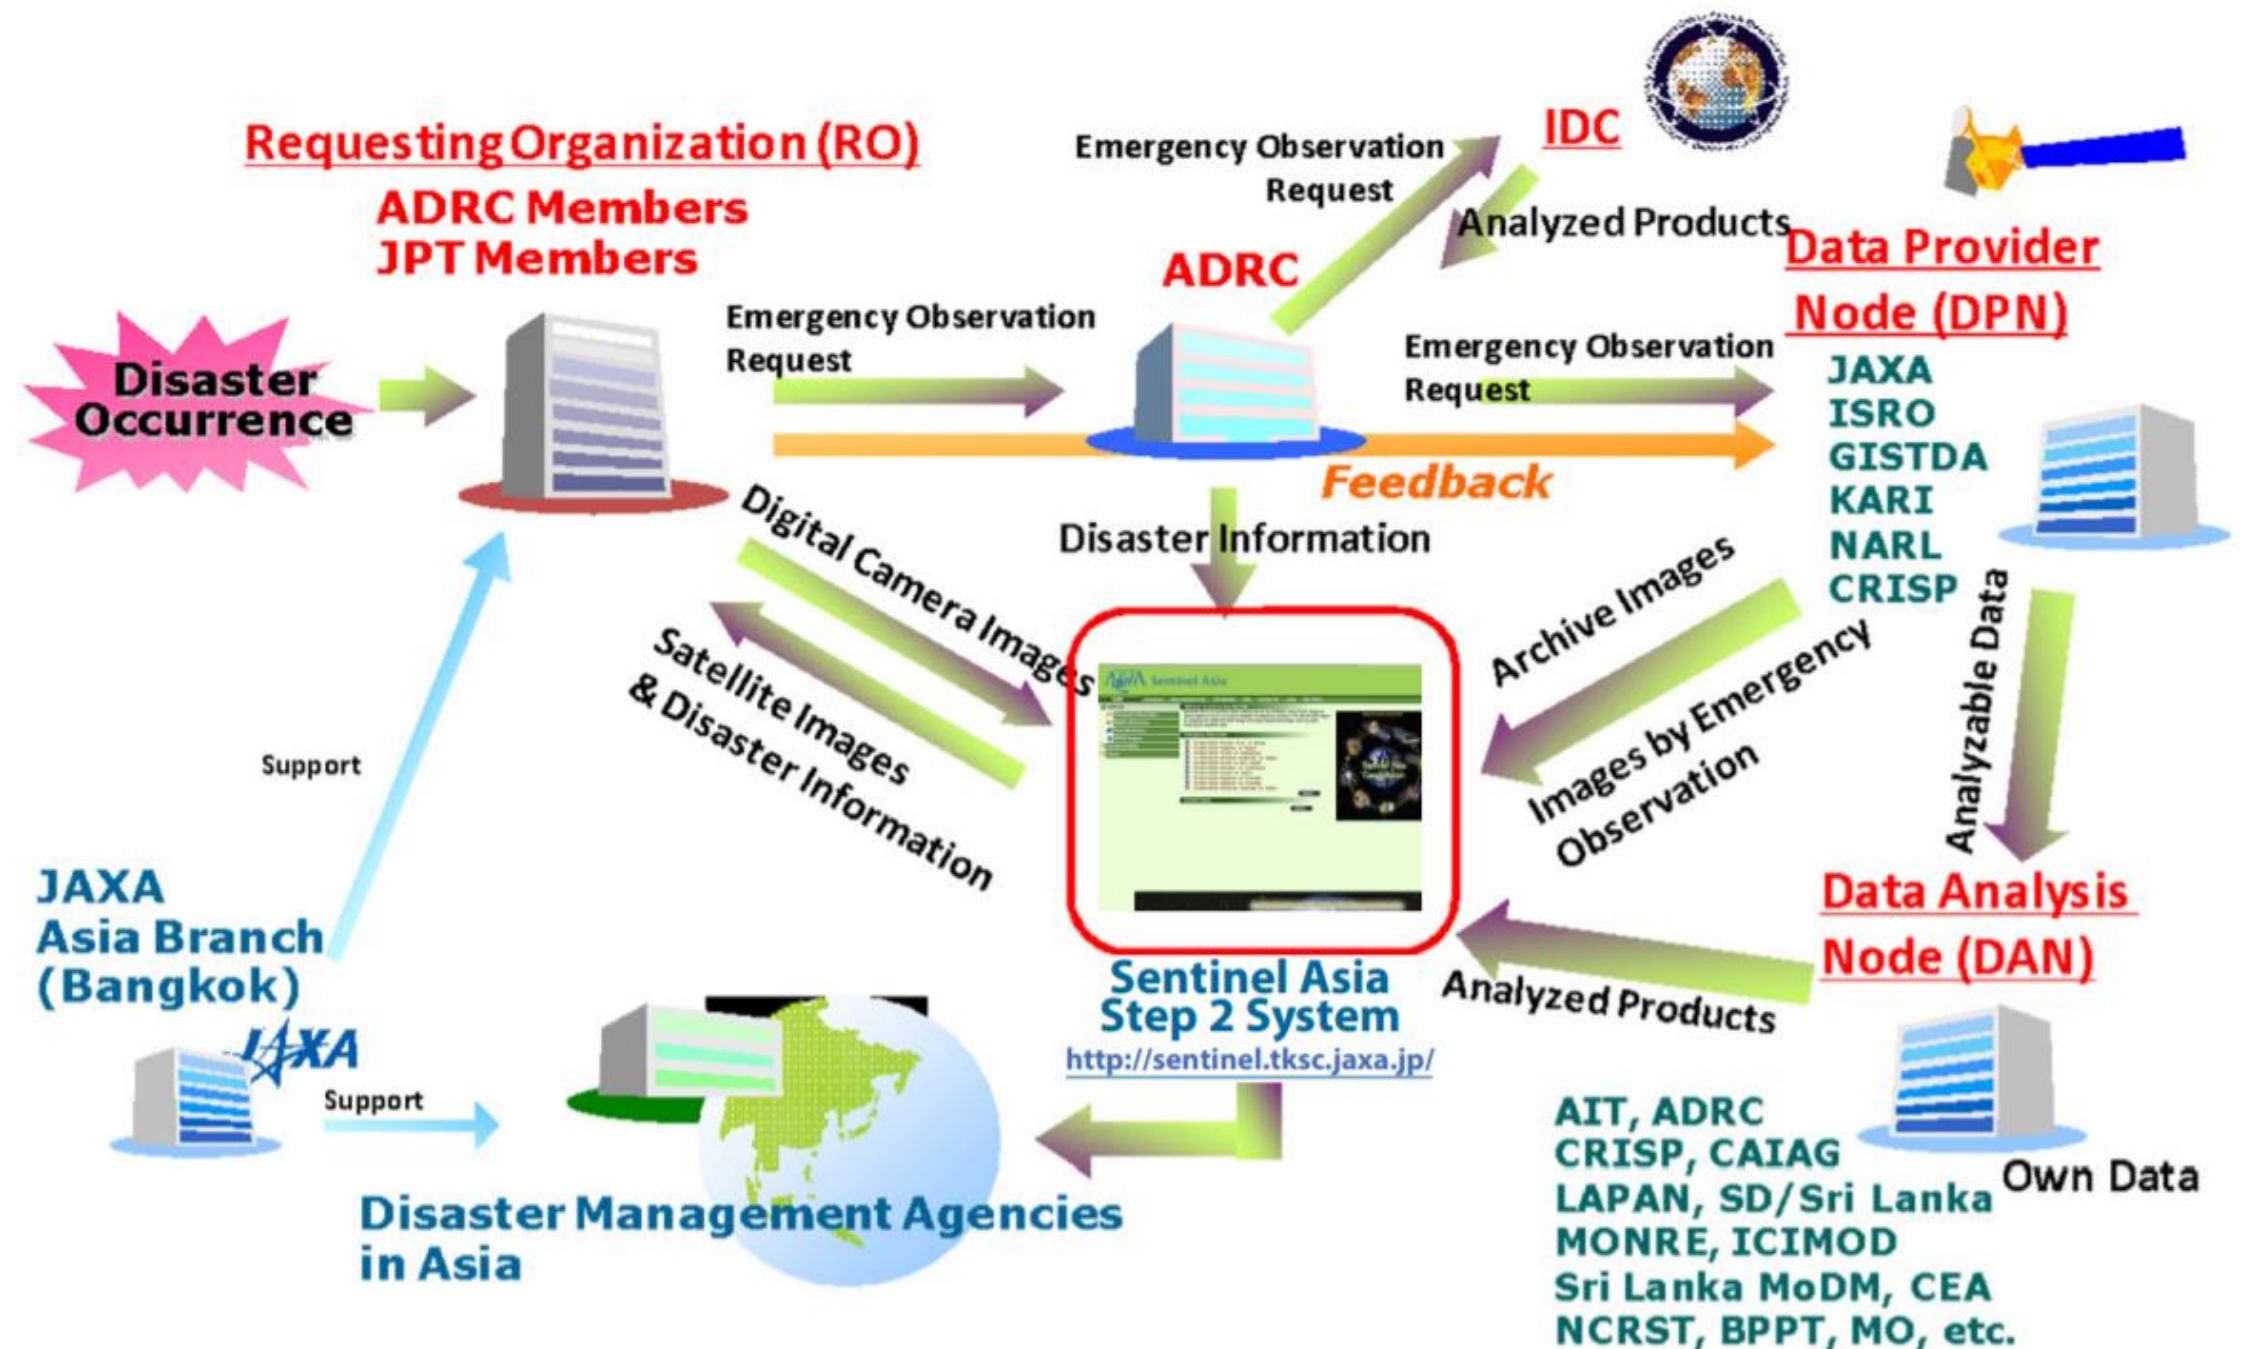 Requesting Organization (RO)
ADRC Members
JPT Members
Disaster
Occurrence
Emergency Observation
Request
ADRC
Emergency Observation
Request
IDC
Analyzed Products
Emergency Observation
Request
Feedback
Data Provider
Node (DPN)
JAXA
ISRO
GISTDA
KARI
NARL
CRISP
Digital Camera Images
Satellite Images
& Disaster Information
Disaster Information
Archive Images
Images by Emergency
Observation
Analyzable Data
Support
JAXA
Asia Branch
(Bangkok)
JAXA
Support
Sentinel Asia
Sentinel Asia
Step 2 System
http://sentinel.tksc.jaxa.jp/
Analyzed Products
Data Analysis
Node (DAN)
AIT, ADRC
CRISP, CAIAG
LAPAN, SD/Sri Lanka
MONRE, ICIMOD
Sri Lanka MoDM, CEA
NCRST, BPPT, MO, etc.
Own Data
Disaster Management Agencies
in Asia